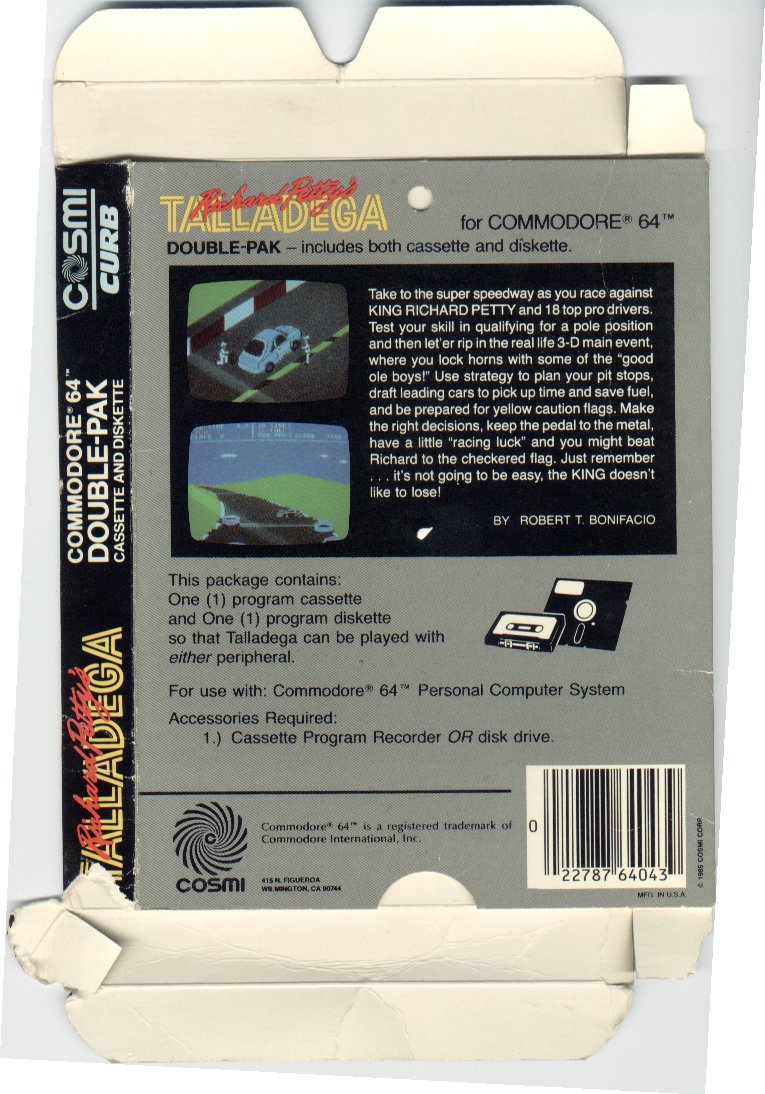 COSMI
CURB
COMMODORE® 64™
DOUBLE-PAK
CASSETTE AND DISKETTE
Richard Petty's
TALLADEGA
Richard Petty's
TALLADEGA
for COMMODORE® 64™
DOUBLE-PAK – includes both cassette and diskette.
Take to the super speedway as you race against
KING RICHARD PETTY and 18 top pro drivers.
Test your skill in qualifying for a pole position
and then let'er rip in the real life 3-D main event,
where you lock horns with some of the "good
ole boys!" Use strategy to plan your pit stops,
draft leading cars to pick up time and save fuel,
and be prepared for yellow caution flags. Make
the right decisions, keep the pedal to the metal,
have a little "racing luck" and you might beat
Richard to the checkered flag. Just remember
. . . it's not going to be easy, the KING doesn't
like to lose!
BY ROBERT T. BONIFACIO
This package contains:
One (1) program cassette
and One (1) program diskette
so that Talladega can be played with
either peripheral.
For use with: Commodore® 64™ Personal Computer System
Accessories Required:
1.) Cassette Program Recorder OR disk drive.
COSMI
Commodore® 64™ is a registered trademark of
Commodore International, Inc.
415 N. FIGUEROA
WILMINGTON, CA 90744
0 22787 64043
MFG. IN U.S.A.
© 1985 COSMI CORP.